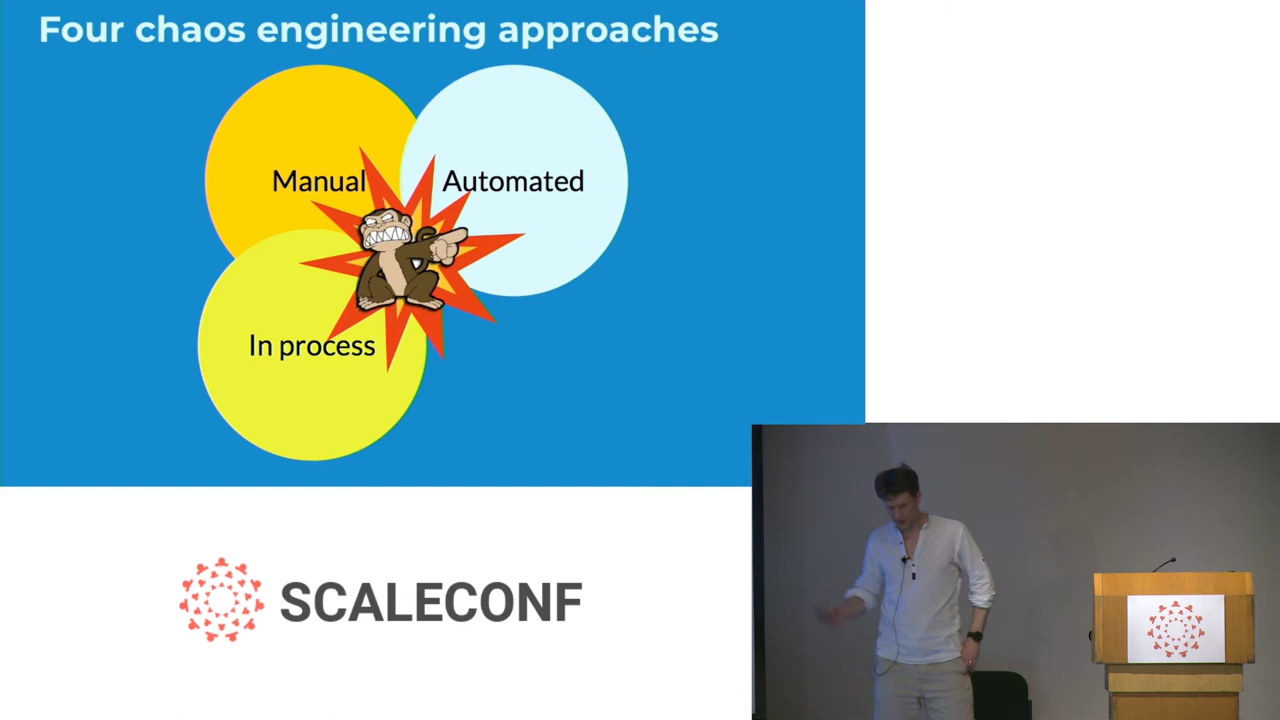 Four chaos engineering approaches
Manual
Automated
In process
SCALECONF